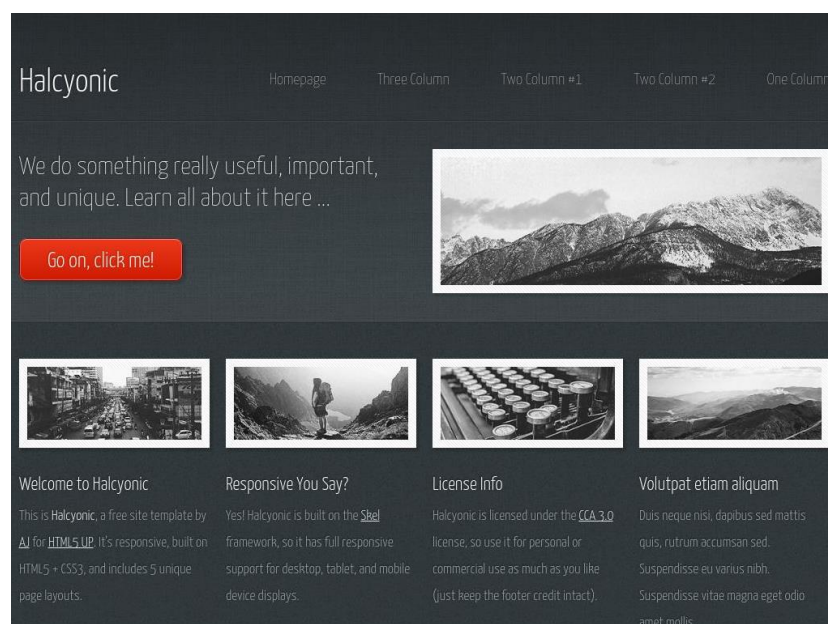 Halcyonic
Homepage Three Column Two Column #1 Two Column #2 One Column
We do something really useful, important,
and unique. Learn all about it here ...
Go on, click me!
Welcome to Halcyonic
This is Halcyonic, a free site template by
AJ for HTML5 UP. It's responsive, built on
HTML5 + CSS3, and includes 5 unique
page layouts.
Responsive You Say?
Yes! Halcyonic is built on the Skel
framework, so it has full responsive
support for desktop, tablet, and mobile
device displays.
License Info
Halcyonic is licensed under the CCA 3.0
license, so use it for personal or
commercial use as much as you like
(just keep the footer credit intact).
Volutpat etiam aliquam
Duis neque nisi, dapibus sed mattis
quis, rutrum accumsan sed.
Suspendisse eu varius nibh.
Suspendisse vitae magna eget odio
amet mollis